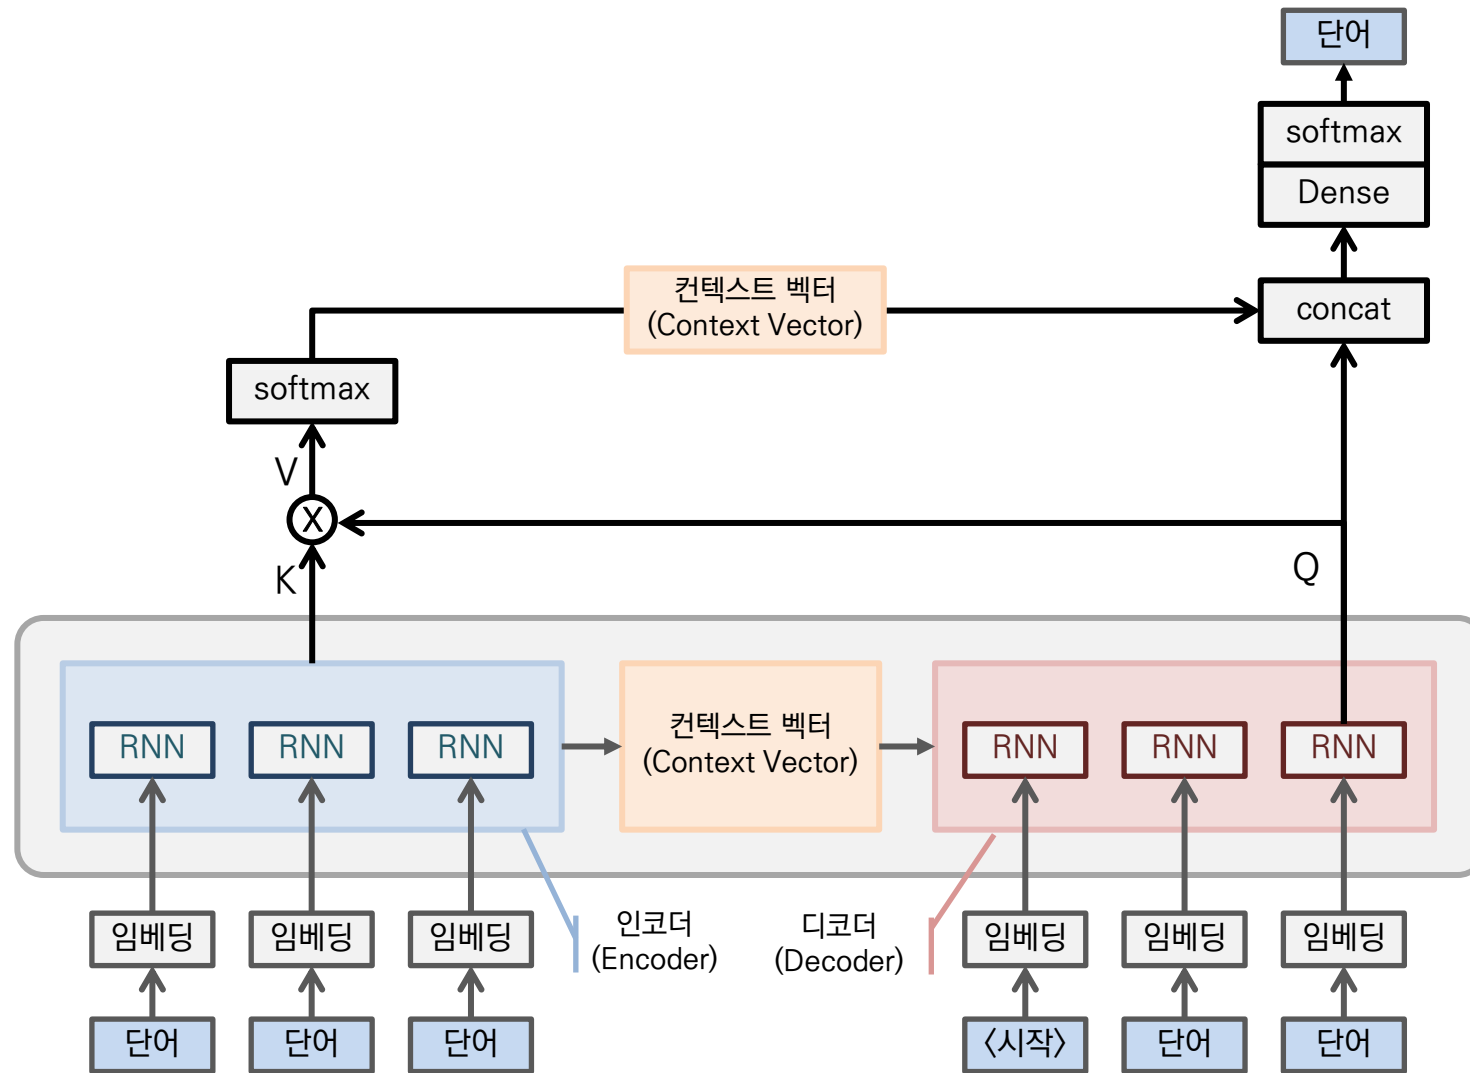 단어
softmax
Dense
컨텍스트 벡터
(Context Vector)
concat
softmax
V
X
K
Q
RNN
RNN
RNN
컨텍스트 벡터
(Context Vector)
RNN
RNN
RNN
임베딩
임베딩
임베딩
인코더
(Encoder)
디코더
(Decoder)
임베딩
임베딩
임베딩
단어
단어
단어
〈시작〉
단어
단어